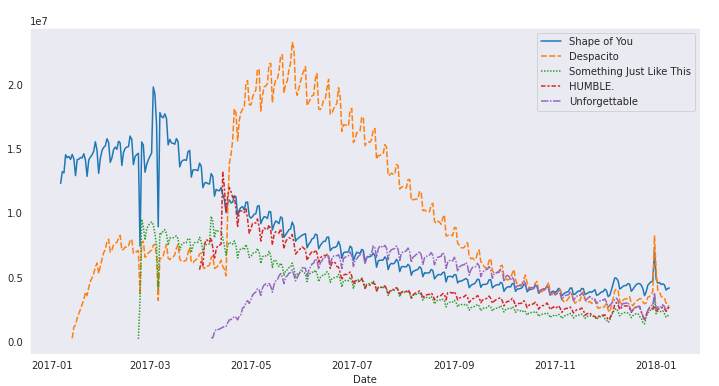 1e7
Shape of You
Despacito
Something Just Like This
HUMBLE.
Unforgettable
2.0
1.5
1.0
0.5
0.0
2017-01 2017-03 2017-05 2017-07 2017-09 2017-11 2018-01
Date